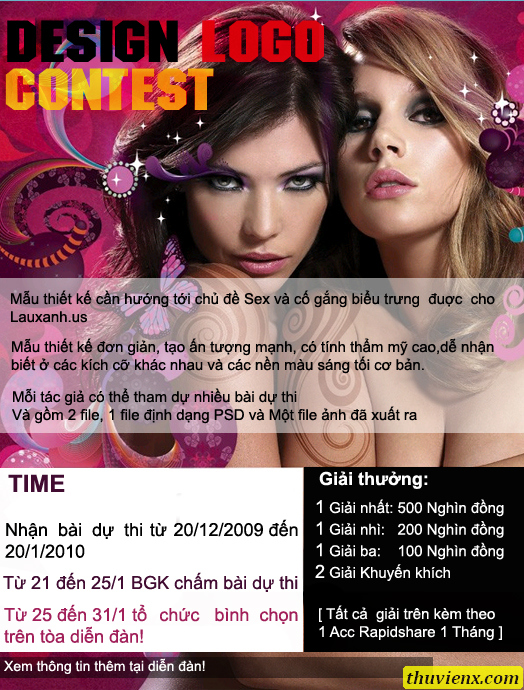 DESIGN LOGO
CONTEST
Mẫu thiết kế cần hướng tới chủ đề Sex và cố gắng biểu trưng đuợc cho
Lauxanh.us
Mẫu thiết kế đơn giản, tạo ấn tượng mạnh, có tính thẩm mỹ cao,dễ nhận
biết ở các kích cỡ khác nhau và các nền màu sáng tối cơ bản.
Mỗi tác giả có thể tham dự nhiều bài dự thi
Và gồm 2 file, 1 file định dạng PSD và Một file ảnh đã xuất ra
TIME
Nhận bài dự thi từ 20/12/2009 đến
20/1/2010
Từ 21 đến 25/1 BGK chấm bài dự thi
Từ 25 đến 31/1 tổ chức bình chọn
trên tòa diễn đàn!
Giải thưởng:
1 Giải nhất: 500 Nghìn đồng
1 Giải nhì: 200 Nghìn đồng
1 Giải ba: 100 Nghìn đồng
2 Giải Khuyến khích
[ Tất cả giải trên kèm theo
1 Acc Rapidshare 1 Tháng ]
Xem thông tin thêm tại diễn đàn!
thuvienx.com